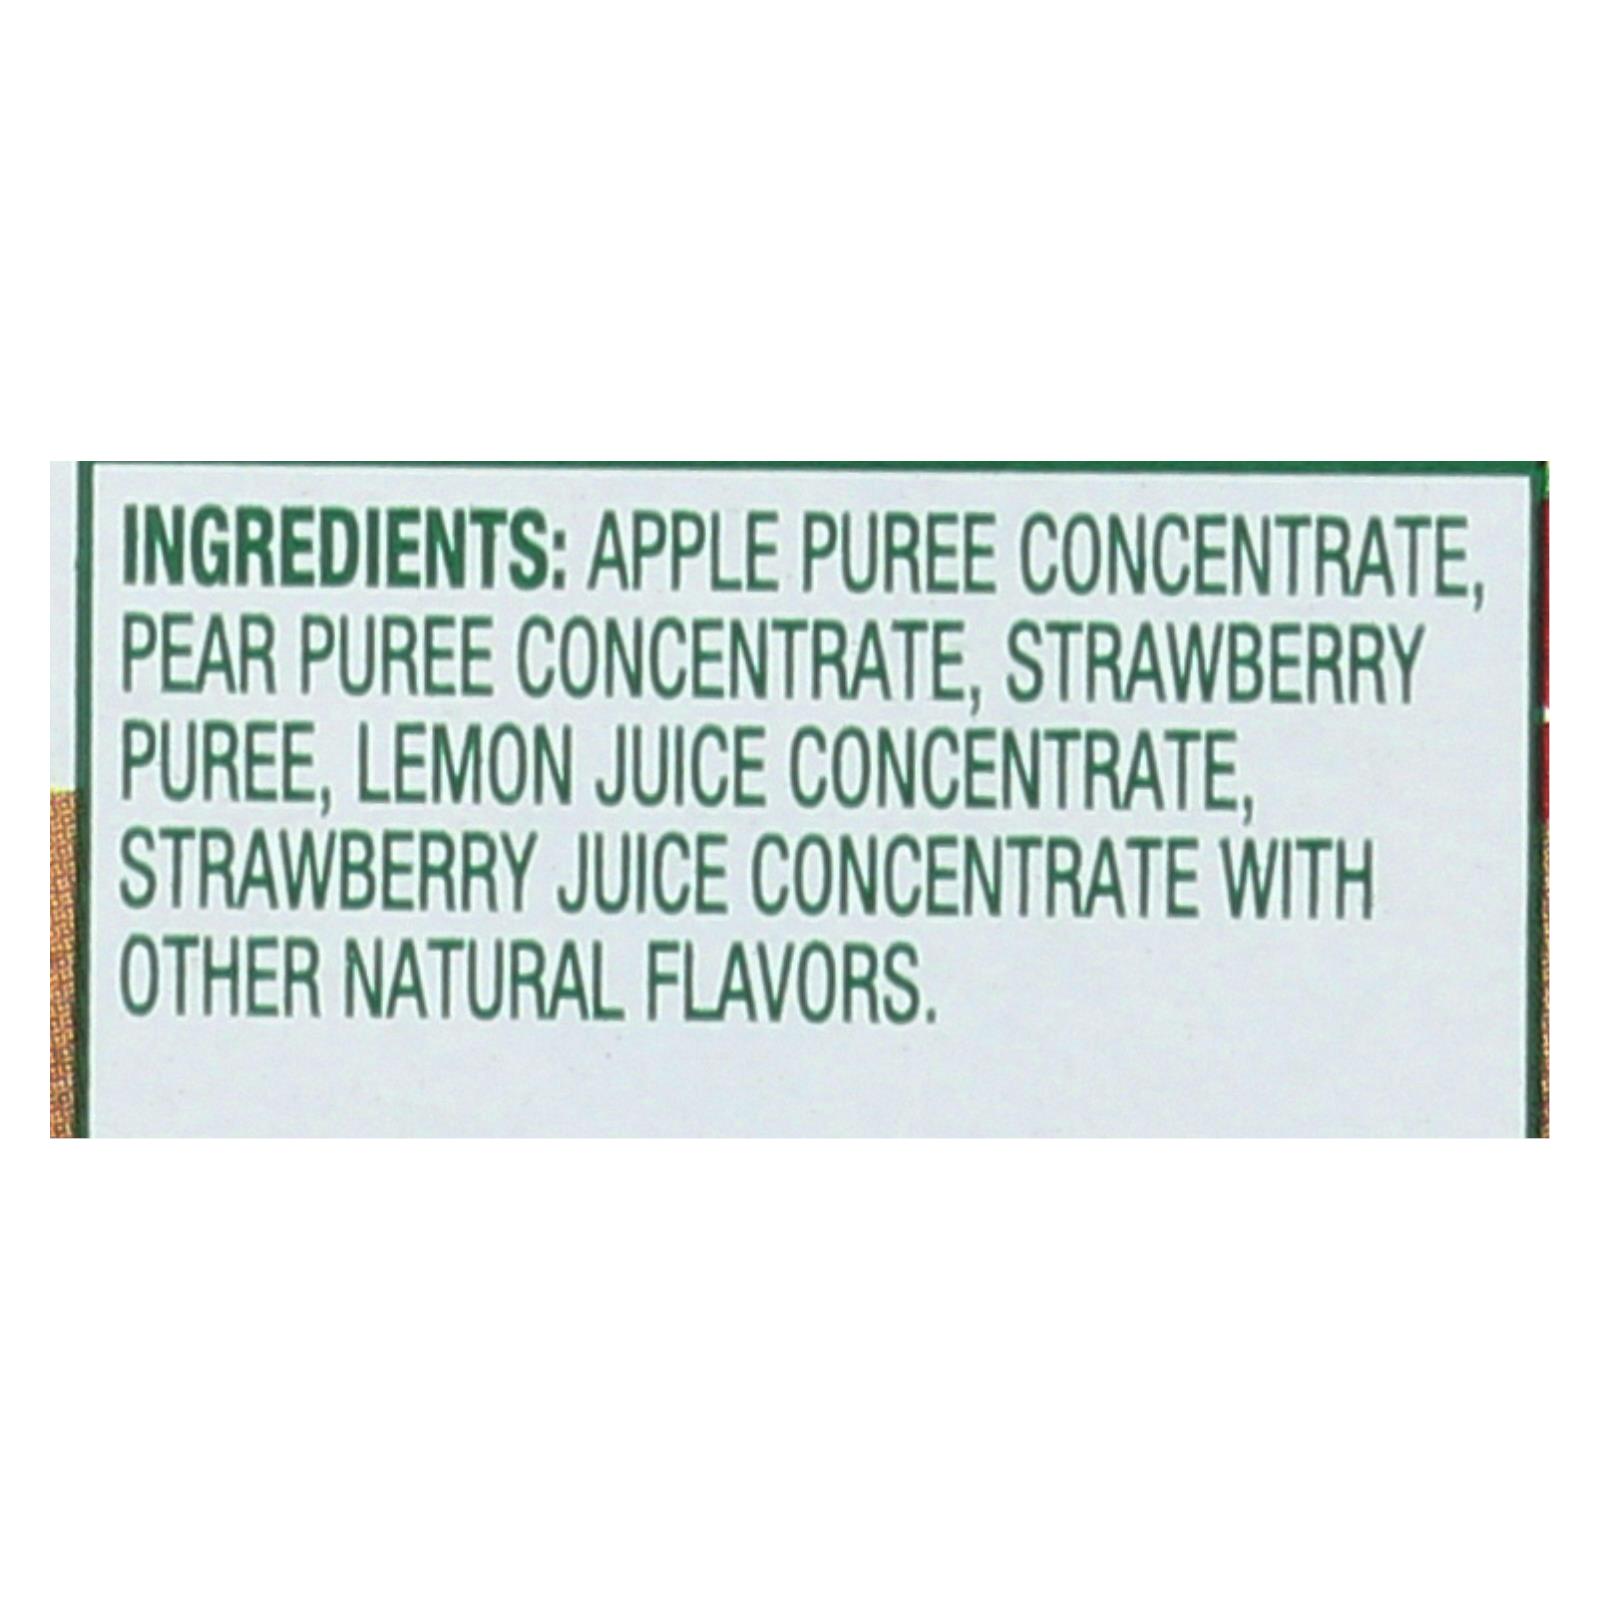 INGREDIENTS: APPLE PUREE CONCENTRATE,
PEAR PUREE CONCENTRATE, STRAWBERRY
PUREE, LEMON JUICE CONCENTRATE,
STRAWBERRY JUICE CONCENTRATE WITH
OTHER NATURAL FLAVORS.